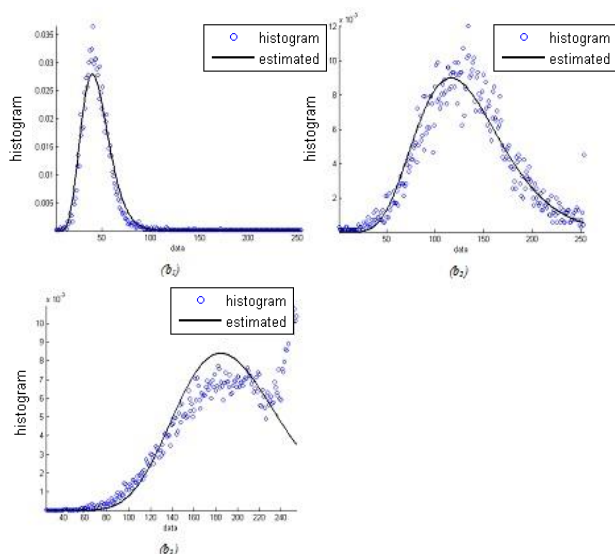 histogram
estimated
0.035
0.03
0.025
0.02
0.015
0.01
0.005
histogram
50
100
150
200
250
data
(b₁)
x 10⁻³
12
histogram
estimated
10
8
6
4
2
histogram
50
100
150
200
250
data
(b₂)
x 10⁻³
histogram
estimated
10
9
8
7
6
5
4
3
2
1
histogram
40
60
80
100
120
140
160
180
200
220
240
data
(b₃)